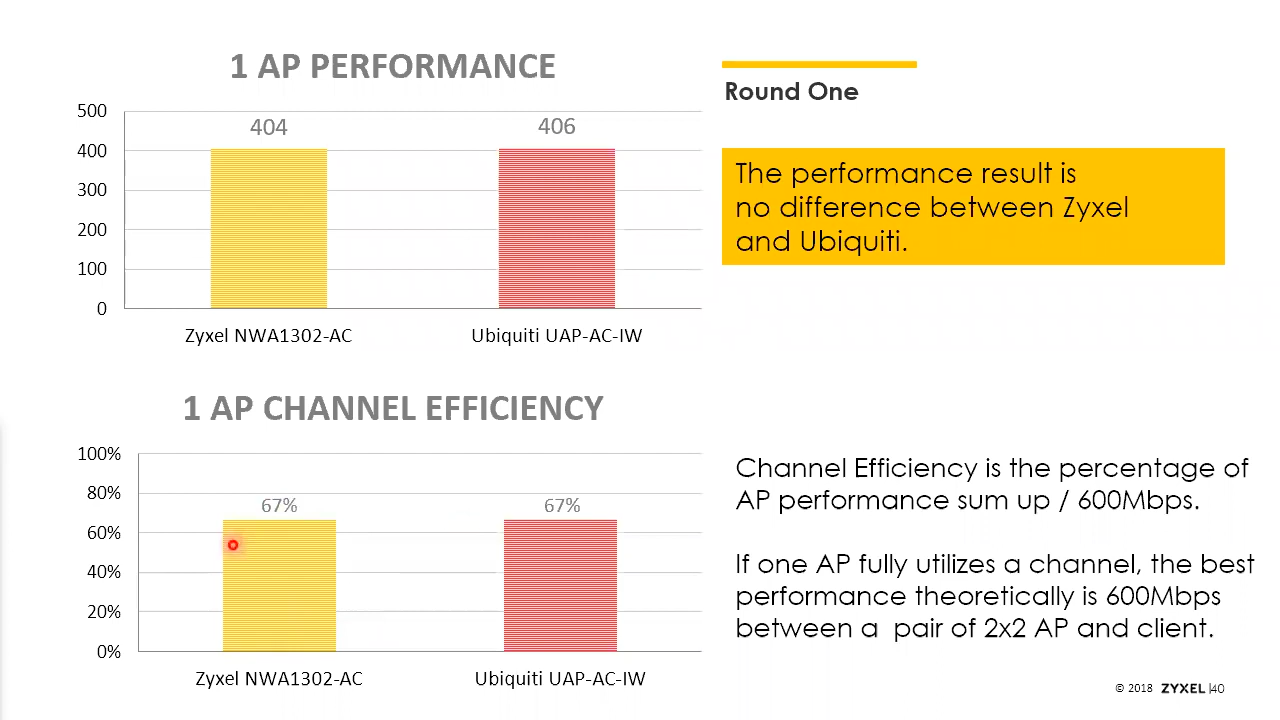 1 AP PERFORMANCE
500
400
300
200
100
0
404
406
Zyxel NWA1302-AC
Ubiquiti UAP-AC-IW
Round One
The performance result is
no difference between Zyxel
and Ubiquiti.
1 AP CHANNEL EFFICIENCY
100%
80%
60%
40%
20%
0%
67%
67%
Zyxel NWA1302-AC
Ubiquiti UAP-AC-IW
Channel Efficiency is the percentage of
AP performance sum up / 600Mbps.
If one AP fully utilizes a channel, the best
performance theoretically is 600Mbps
between a  pair of 2x2 AP and client.
© 2018 ZYXEL |40